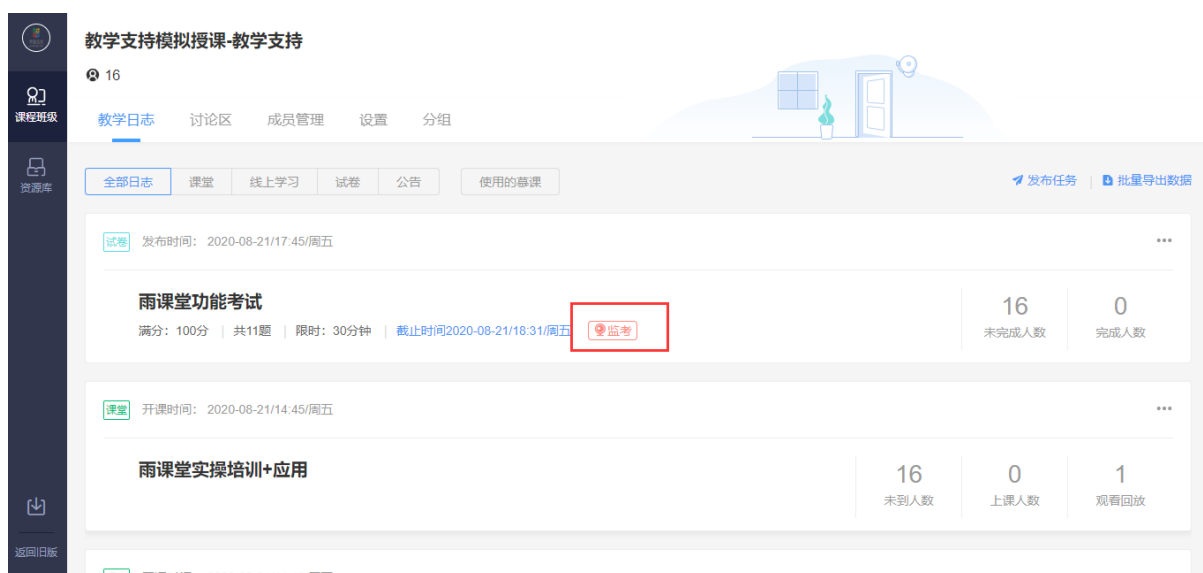 教学支持模拟授课-教学支持
16
课程班级
教学日志 讨论区 成员管理 设置 分组
资源库
全部日志 课堂 线上学习 试卷 公告 使用的慕课 发布任务 批量导出数据
试卷 发布时间： 2020-08-21/17:45/周五
雨课堂功能考试
满分：100分 | 共11题 | 限时：30分钟 | 截止时间2020-08-21/18:31/周五 监考
16 0
未完成人数 完成人数
课堂 开课时间： 2020-08-21/14:45/周五
雨课堂实操培训+应用
16 0 1
未到人数 上课人数 观看回放
返回旧版